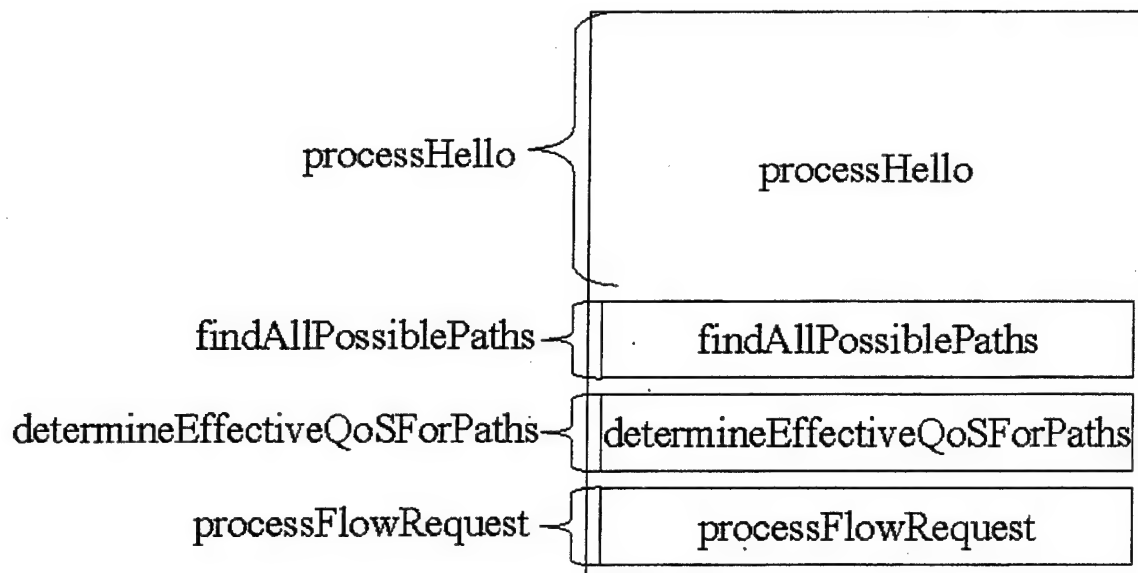 processHello
processHello
findAllPossiblePaths
findAllPossiblePaths
determineEffectiveQoSForPaths
determineEffectiveQoSForPaths
processFlowRequest
processFlowRequest